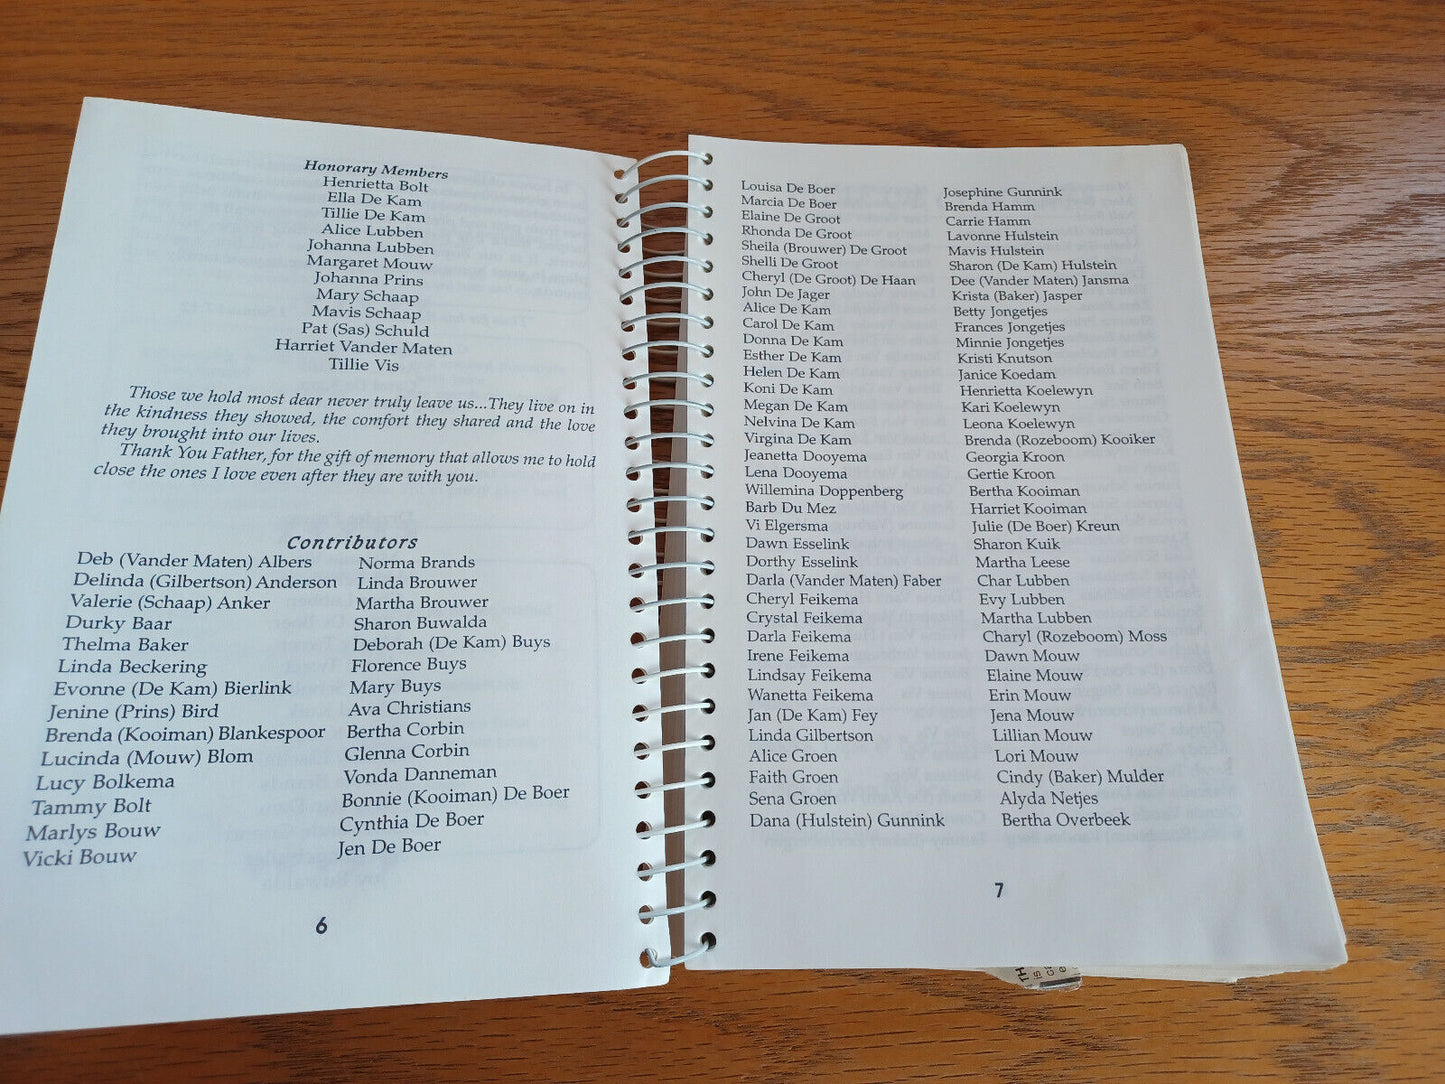 Honorary Members
Henrietta Bolt
Ella De Kam
Tillie De Kam
Alice Lubben
Johanna Lubben
Margaret Mouw
Johanna Prins
Mary Schaap
Mavis Schaap
Pat (Sas) Schuld
Harriet Vander Maten
Tillie Vis
Those we hold most dear never truly leave us...They live on in
the kindness they showed, the comfort they shared and the love
they brought into our lives.
Thank You Father, for the gift of memory that allows me to hold
close the ones I love even after they are with you.
Contributors
Deb (Vander Maten) Albers
Delinda (Gilbertson) Anderson
Valerie (Schaap) Anker
Durky Baar
Thelma Baker
Linda Beckering
Evonne (De Kam) Bierlink
Jenine (Prins) Bird
Brenda (Kooiman) Blankespoor
Lucinda (Mouw) Blom
Lucy Bolkema
Tammy Bolt
Marlys Bouw
Vicki Bouw
Norma Brands
Linda Brouwer
Martha Brouwer
Sharon Buwalda
Deborah (De Kam) Buys
Florence Buys
Mary Buys
Ava Christians
Bertha Corbin
Glenna Corbin
Vonda Danneman
Bonnie (Kooiman) De Boer
Cynthia De Boer
Jen De Boer
6
Louisa De Boer
Marcia De Boer
Elaine De Groot
Rhonda De Groot
Sheila (Brouwer) De Groot
Shelli De Groot
Cheryl (De Groot) De Haan
John De Jager
Alice De Kam
Carol De Kam
Donna De Kam
Esther De Kam
Helen De Kam
Koni De Kam
Megan De Kam
Nelvina De Kam
Virgina De Kam
Jeanetta Dooyema
Lena Dooyema
Willemina Doppenberg
Barb Du Mez
Vi Elgersma
Dawn Esselink
Dorthy Esselink
Darla (Vander Maten) Faber
Cheryl Feikema
Crystal Feikema
Darla Feikema
Irene Feikema
Lindsay Feikema
Wanetta Feikema
Jan (De Kam) Fey
Linda Gilbertson
Alice Groen
Faith Groen
Sena Groen
Dana (Hulstein) Gunnink
Josephine Gunnink
Brenda Hamm
Carrie Hamm
Lavonne Hulstein
Mavis Hulstein
Sharon (De Kam) Hulstein
Dee (Vander Maten) Jansma
Krista (Baker) Jasper
Betty Jongetjes
Frances Jongetjes
Minnie Jongetjes
Kristi Knutson
Janice Koedam
Henrietta Koelewyn
Kari Koelewyn
Leona Koelewyn
Brenda (Rozeboom) Kooiker
Georgia Kroon
Gertie Kroon
Bertha Kooiman
Harriet Kooiman
Julie (De Boer) Kreun
Sharon Kuik
Martha Leese
Char Lubben
Evy Lubben
Martha Lubben
Charyl (Rozeboom) Moss
Dawn Mouw
Elaine Mouw
Erin Mouw
Jena Mouw
Lillian Mouw
Lori Mouw
Cindy (Baker) Mulder
Alyda Netjes
Bertha Overbeek
7